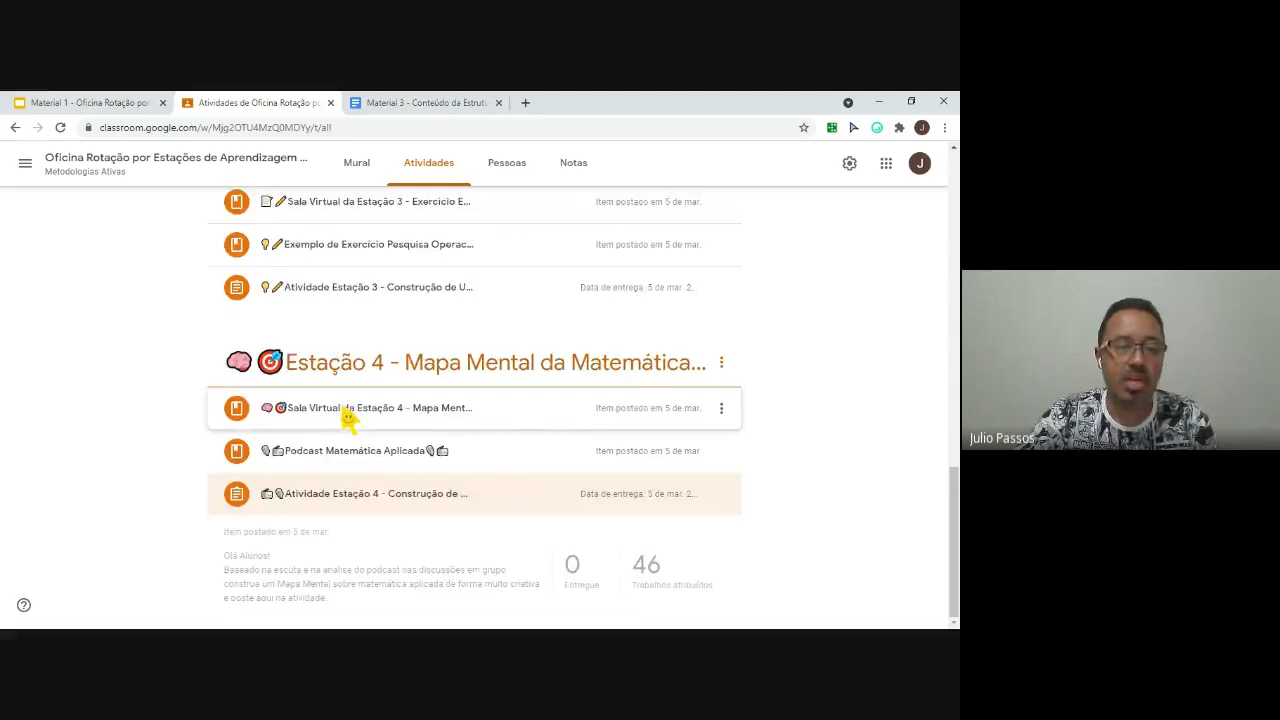 Material 1 - Oficina Rotação por
Atividades de Oficina Rotação po
Material 3 - Conteúdo da Estrutu
classroom.google.com/w/Mjg2OTU4MzQ0MDYy/t/all
J
Oficina Rotação por Estações de Aprendizagem ...
Metodologias Ativas
Mural
Atividades
Pessoas
Notas
J
Sala Virtual da Estação 3 - Exercício E...
Item postado em 5 de mar.
Exemplo de Exercício Pesquisa Operac...
Item postado em 5 de mar.
Atividade Estação 3 - Construção de U...
Data de entrega: 5 de mar. 2...
Estação 4 - Mapa Mental da Matemática...
Sala Virtual da Estação 4 - Mapa Ment...
Item postado em 5 de mar.
Podcast Matemática Aplicada
Item postado em 5 de mar.
Atividade Estação 4 - Construção de ...
Data de entrega: 5 de mar. 2...
Item postado em 5 de mar.
Olá Alunos!
Baseado na escuta e na análise do podcast nas discussões em grupo
construa um Mapa Mental sobre matemática aplicada de forma muito criativa
e poste aqui na atividade.
0
Entregue
46
Trabalhos atribuídos
Julio Passos